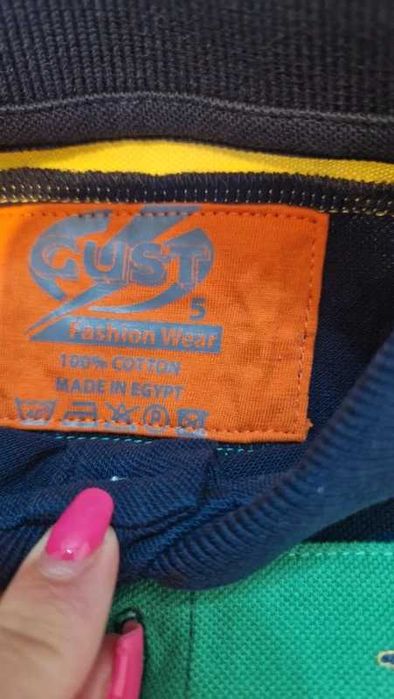 GUST
5
Fashion Wear
100% COTTON
MADE IN EGYPT